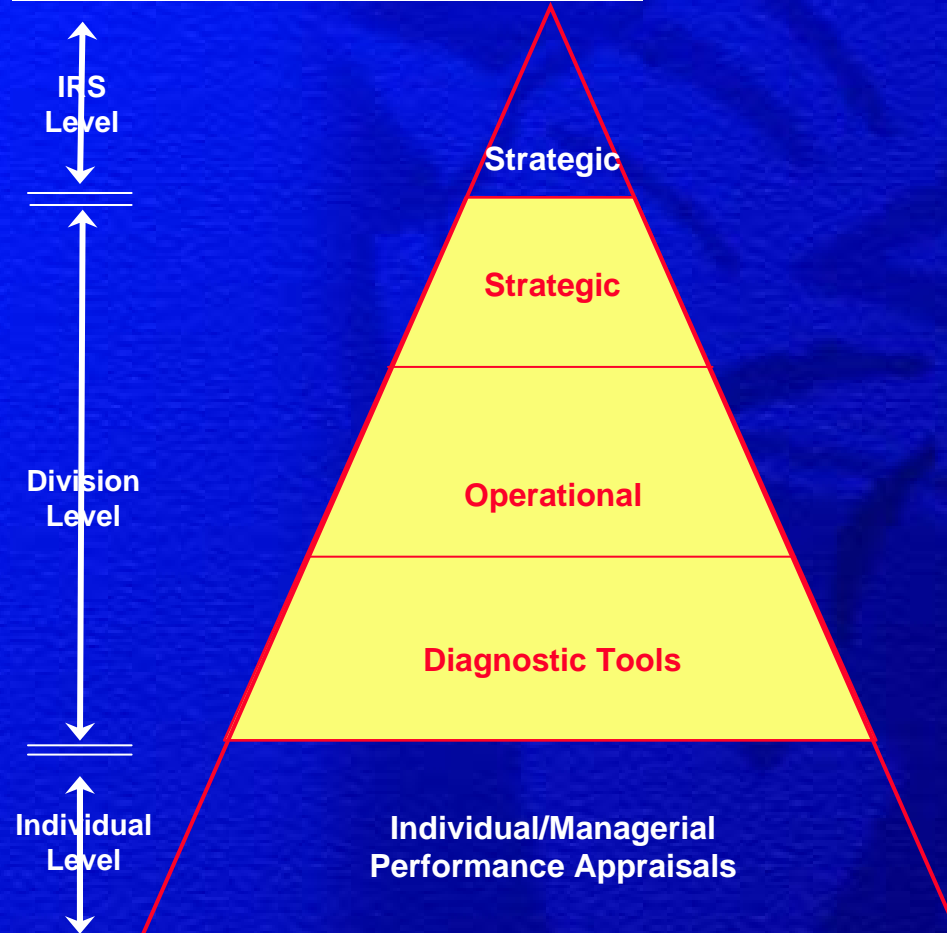 IRS
Level
Strategic
Strategic
Division
Level
Operational
Diagnostic Tools
Individual
Level
Individual/Managerial
Performance Appraisals